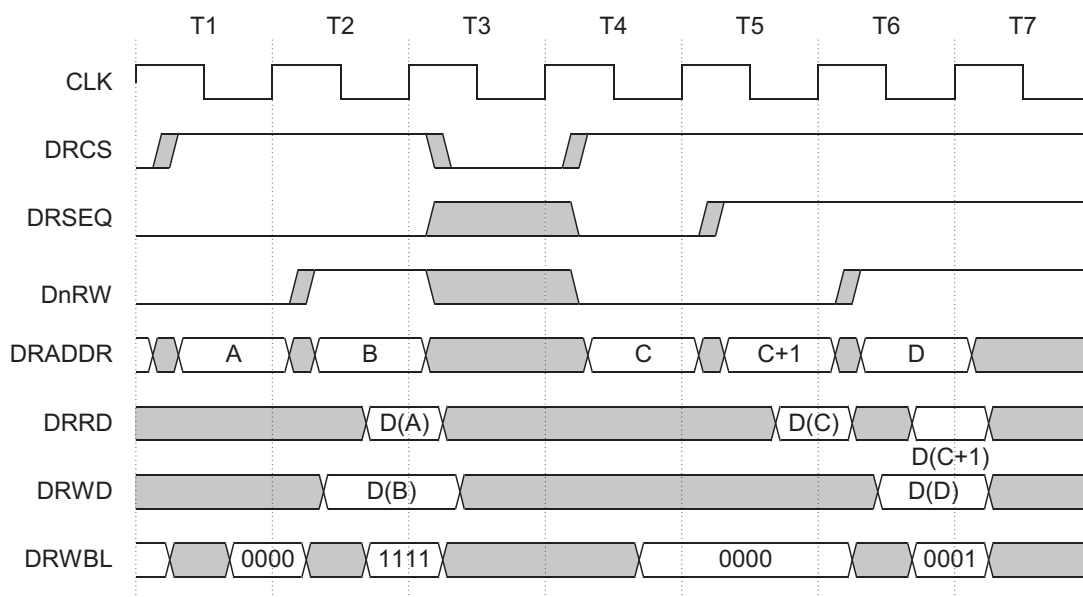 T1 T2 T3 T4 T5 T6 T7
CLK
DRCS
DRSEQ
DnRW
DRADDR A B C C+1 D
DRRD D(A) D(C)
D(C+1)
DRWD D(B) D(D)
DRWBL 0000 1111 0000 0001